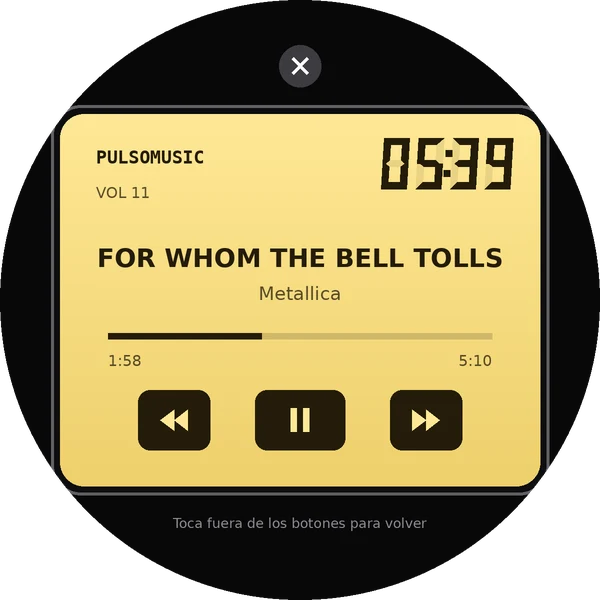 PULSOMUSIC
05:39
VOL 11
FOR WHOM THE BELL TOLLS
Metallica
1:58
5:10
Toca fuera de los botones para volver